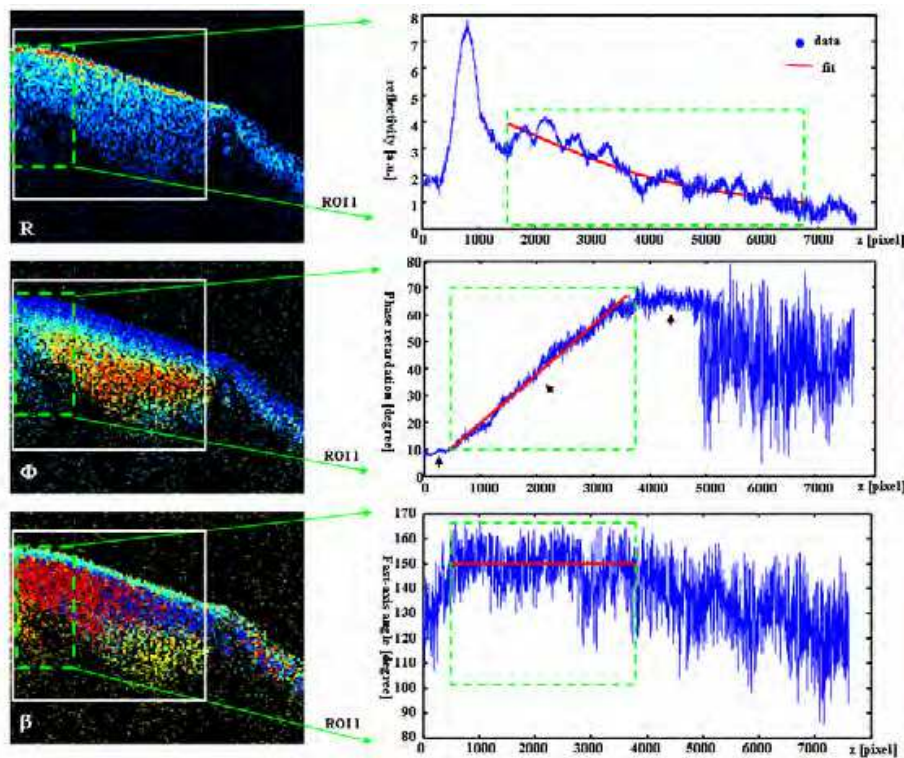 R
ROI1
8
7
6
5
4
3
2
1
0
reflectivity [a.u.]
data
fit
0 1000 2000 3000 4000 5000 6000 7000 z [pixel]
Φ
ROI1
80
70
60
50
40
30
20
10
0
Phase retardation [degree]
0 1000 2000 3000 4000 5000 6000 7000 8000
z [pixel]
β
ROI1
170
160
150
140
130
120
110
100
90
80
Fast-axis angle [degree]
0 1000 2000 3000 4000 5000 6000 7000 8000
z [pixel]